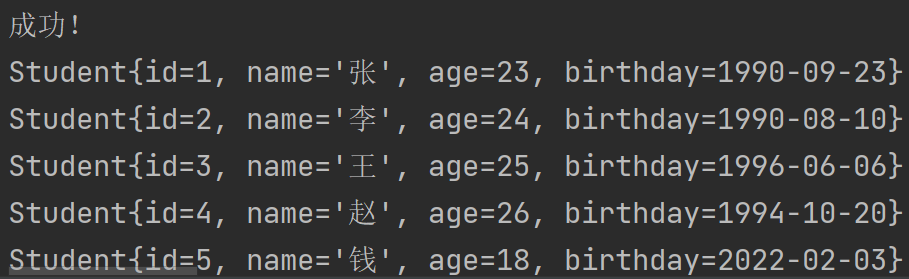 成功!
Student{id=1, name='张', age=23, birthday=1990-09-23}
Student{id=2, name='李', age=24, birthday=1990-08-10}
Student{id=3, name='王', age=25, birthday=1996-06-06}
Student{id=4, name='赵', age=26, birthday=1994-10-20}
Student{id=5, name='钱', age=18, birthday=2022-02-03}